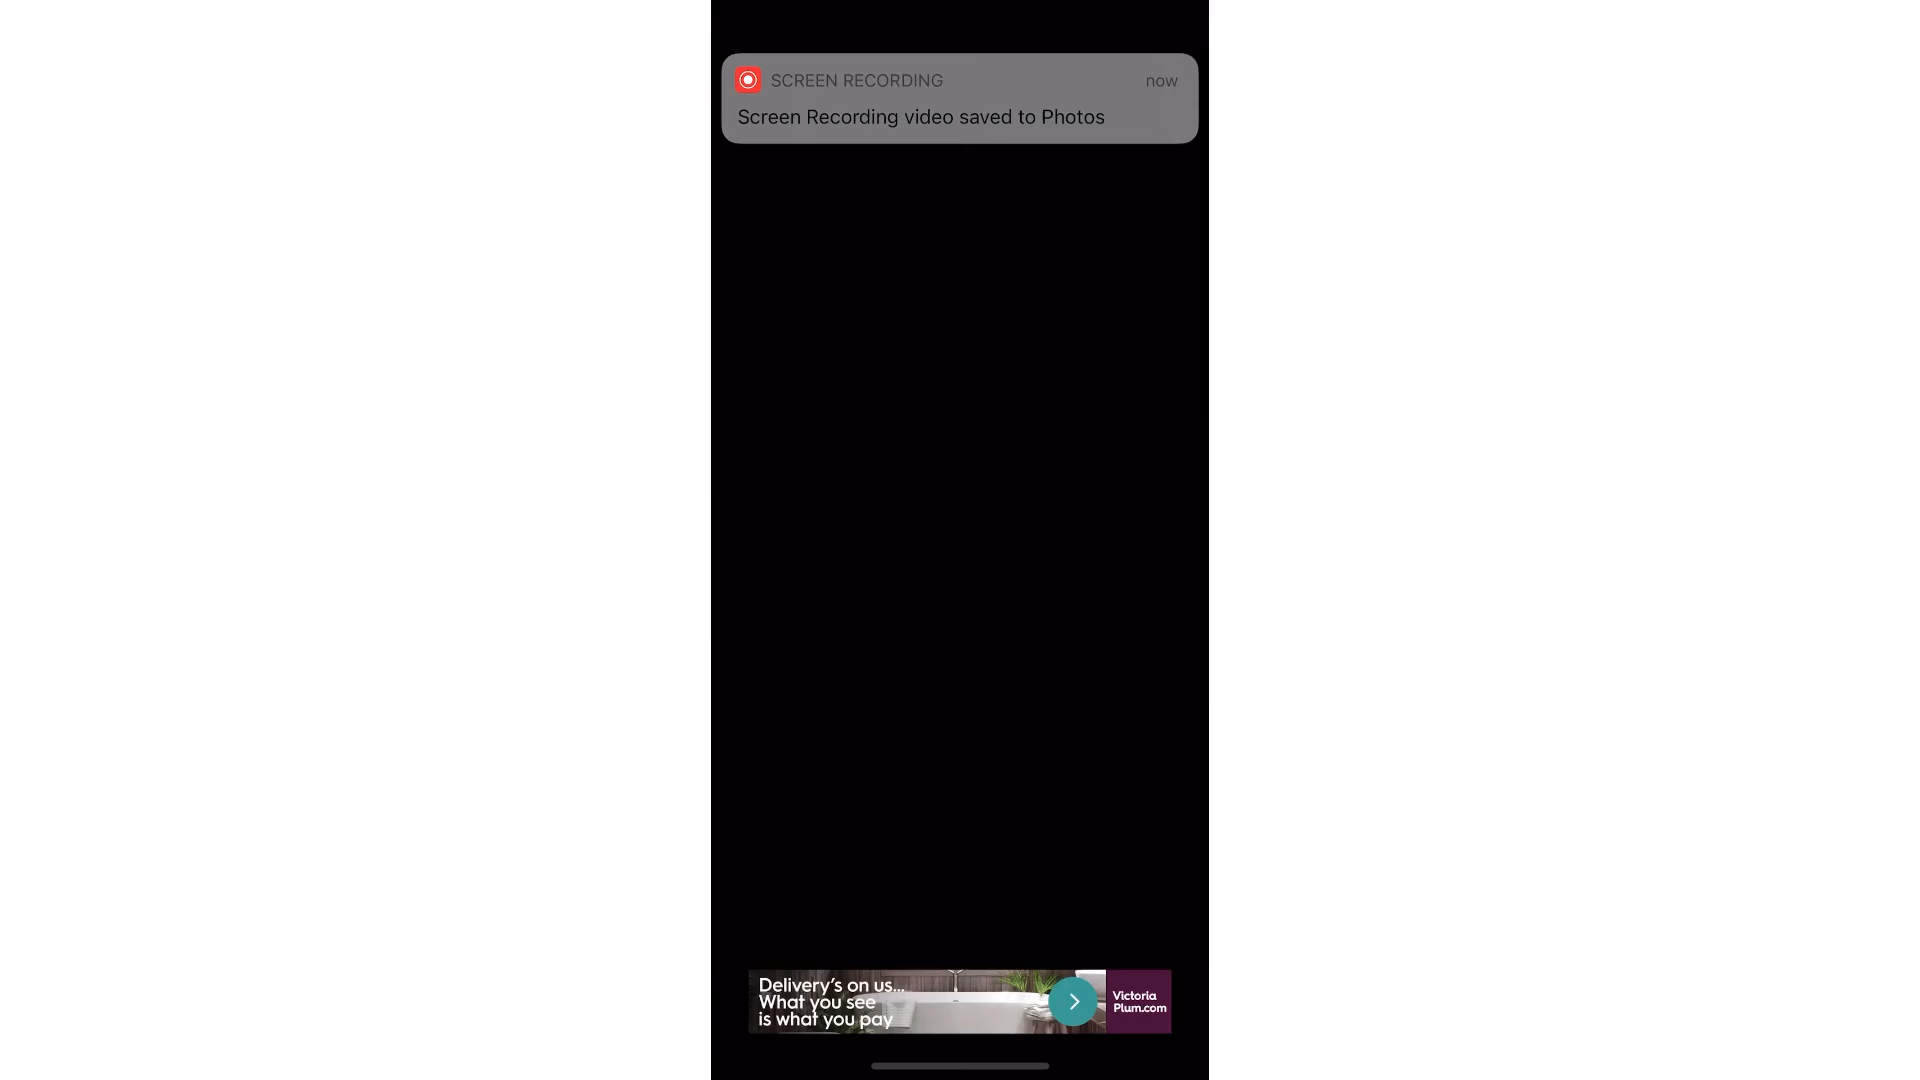 SCREEN RECORDING
now
Screen Recording video saved to Photos
Delivery's on us...
What you see
is what you pay
Victoria
Plum.com